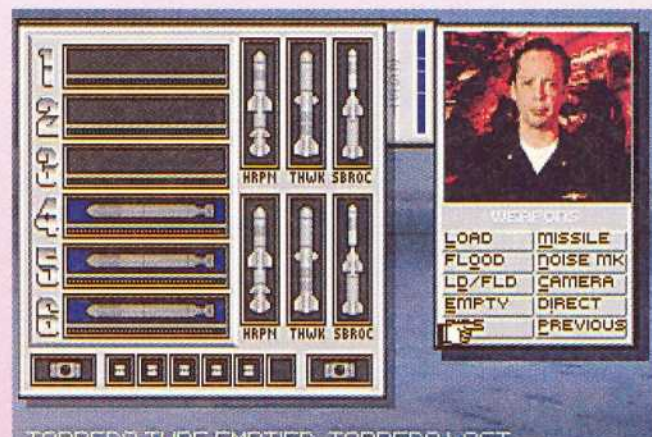 1
2
3
4
5
6
HRPN THWK SBROC
HRPN THWK SBROC
WEAPONS
LOAD MISSILE
FLOOD NOISE MK
LD/FLD CAMERA
EMPTY DIRECT
PREVIOUS
TORPEDO TUBE EMPTIED, TORPEDO LOST